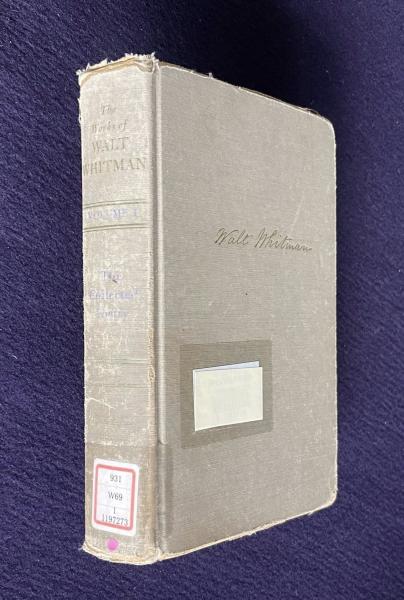 The
Works of
WALT
WHITMAN
VOLUME I
The
Collected
Poetry
Walt Whitman
931
W69
1
1197273